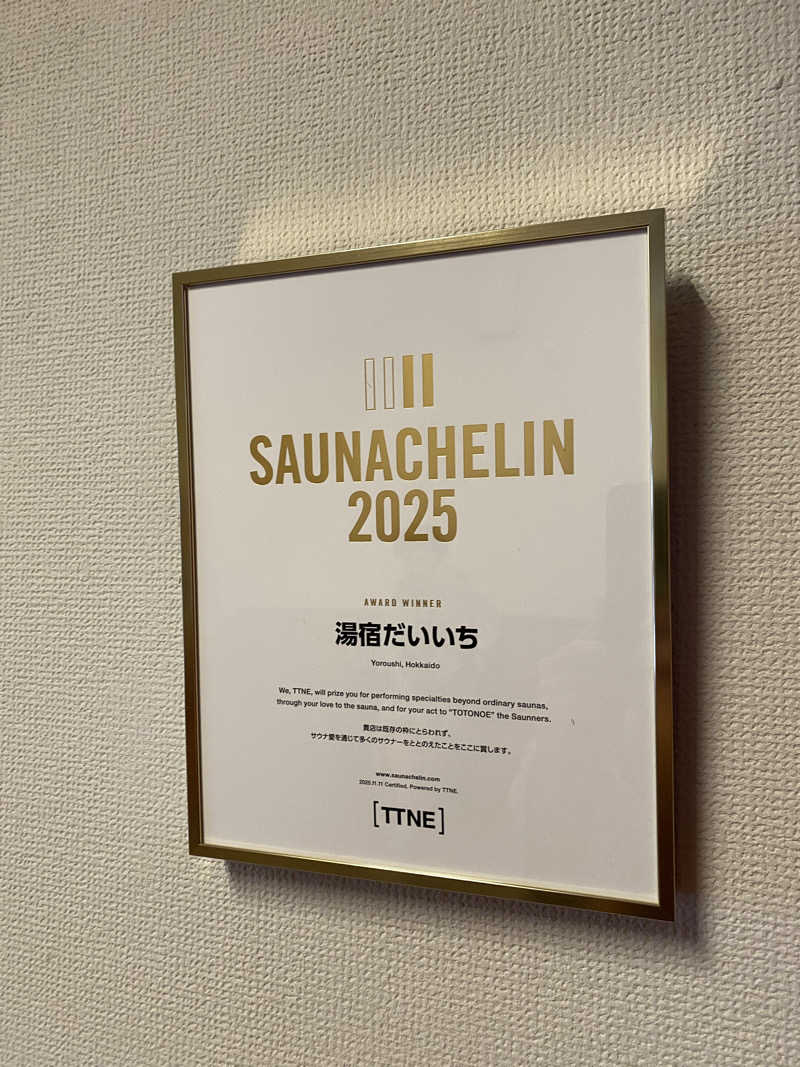 SAUNACHELIN
2025
AWARD WINNER
湯宿だいいち
Yoroushi, Hokkaido
We, TTNE, will prize you for performing specialties beyond ordinary saunas,
through your love to the sauna, and for your act to "TOTONOE" the Saunners.
貴店は既存の枠にとらわれず、
サウナ愛を通じて多くのサウナーをととのえたことをここに賞します。
www.saunachelin.com
2025.11.11 Certified. Powered by TTNE.
[TTNE]